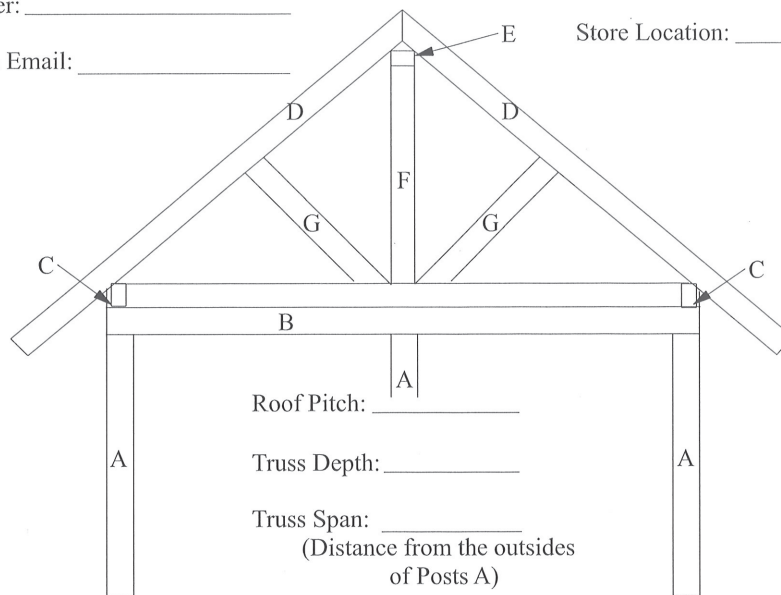 er:
Email:
E
Store Location:
D
D
F
G
G
C
C
B
A
Roof Pitch:
A
A
Truss Depth:
Truss Span:
(Distance from the outsides
of Posts A)